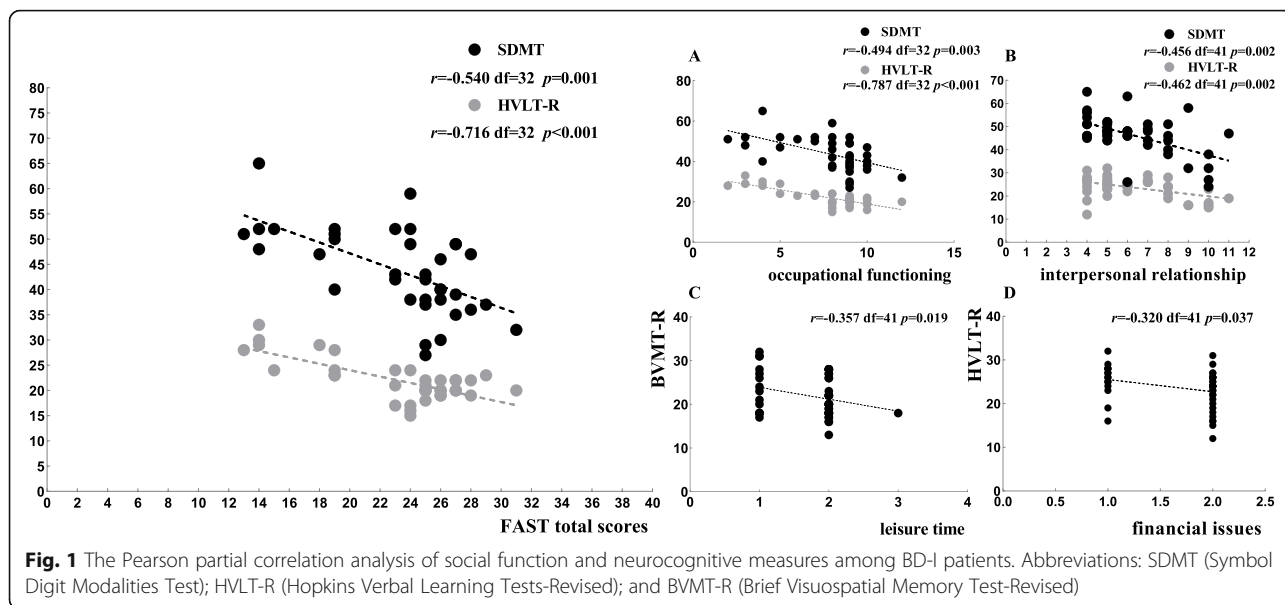 SDMT
r=-0.540 df=32 p=0.001
HVLT-R
r=-0.716 df=32 p<0.001
80
75
70
65
60
55
50
45
40
35
30
25
20
15
10
5
0
0 2 4 6 8 10 12 14 16 18 20 22 24 26 28 30 32 34 36 38 40
FAST total scores
A
SDMT
r=-0.494 df=32 p=0.003
HVLT-R
r=-0.787 df=32 p<0.001
80
60
40
20
0
0 5 10 15
occupational functioning
B
SDMT
r=-0.456 df=41 p=0.002
HVLT-R
r=-0.462 df=41 p=0.002
70
60
50
40
30
20
10
0
0 1 2 3 4 5 6 7 8 9 10 11 12
interpersonal relationship
C
BVMT-R
r=-0.357 df=41 p=0.019
40
30
20
10
0
0 1 2 3 4
leisure time
D
HVLT-R
r=-0.320 df=41 p=0.037
40
30
20
10
0
0.0 0.5 1.0 1.5 2.0 2.5
financial issues
Fig. 1 The Pearson partial correlation analysis of social function and neurocognitive measures among BD-I patients. Abbreviations: SDMT (Symbol
Digit Modalities Test); HVLT-R (Hopkins Verbal Learning Tests-Revised); and BVMT-R (Brief Visuospatial Memory Test-Revised)